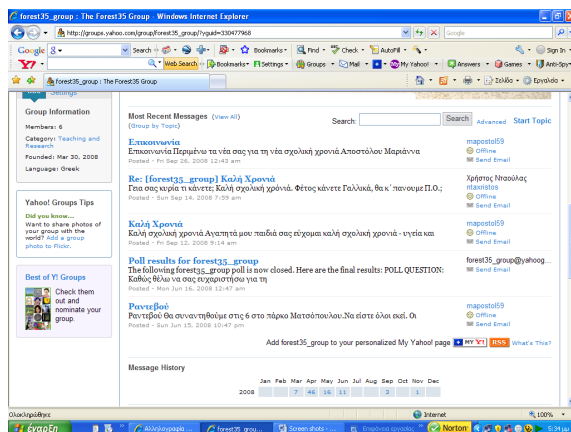 forest35_group : The Forest35 Group - Windows Internet Explorer
http://groups.yahoo.com/group/forest35_group/?yguid=330477968
Google
Google Search Bookmarks Find Check AutoFill Sign In
Web Search Bookmarks Settings Groups Mail My Yahoo! Answers Games Anti-Spy
forest35_group : The Forest35 Group Σελίδα Εργαλεία
Settings
Group Information
Members: 6
Category: Teaching and
Research
Founded: Mar 30, 2008
Language: Greek
Yahoo! Groups Tips
Did you know...
Want to share photos of
your group with the
world? Add a group
photo to Flickr.
Best of Y! Groups
Check them
out and
nominate your
group.
Most Recent Messages (View All)
(Group by Topic)
Search: Search Advanced Start Topic
Επικοινωνία
Επικοινωνία Περιμένω τα νέα σας για τη νέα σχολική χρονιά Αποστόλου Μαριάννα
Posted - Fri Sep 26, 2008 12:43 am
mapostol59
Offline
Send Email
Re: [forest35_group] Καλή Χρονιά
Γεια σας κυρία τι κάνετε; Καλή σχολική χρόνιά. Φέτος κάνετε Γαλλικά, θα κ΄ πανουμε Π.Ο.;
Posted - Sun Sep 14, 2008 7:59 am
Χρήστος Νταούλας
ntaxristos
Offline
Send Email
Καλή Χρονιά
Καλή σχολική χρονιά Αγαπητά μου παιδιά σας εύχομαι καλή σχολική χρονιά - υγεία και
Posted - Fri Sep 12, 2008 9:14 am
mapostol59
Offline
Send Email
Poll results for forest35_group
The following forest35_group poll is now closed. Here are the final results: POLL QUESTION:
Καθώς θέλω να σας ευχαριστήσω για τη
Posted - Mon Jun 16, 2008 12:47 am
forest35_group@yahoog...
Send Email
Ραντεβού
Ραντεβού Θα συναντηθούμε στις 6 στο πάρκο Ματσόπουλου.Να είστε όλοι εκεί. Οι
Posted - Sun Jun 15, 2008 10:47 pm
mapostol59
Offline
Send Email
Add forest35_group to your personalized My Yahoo! page MY Y! RSS What's This?
Message History
Jan Feb Mar Apr May Jun Jul Aug Sep Oct Nov Dec
2008 7 46 16 11 3 1
Ολοκληρώθηκε Internet 100%
έναρξη Αλληλογραφία ... forest35_grou... Screen shots - ... Επιφάνεια εργασίας Norton 5:34 μμ